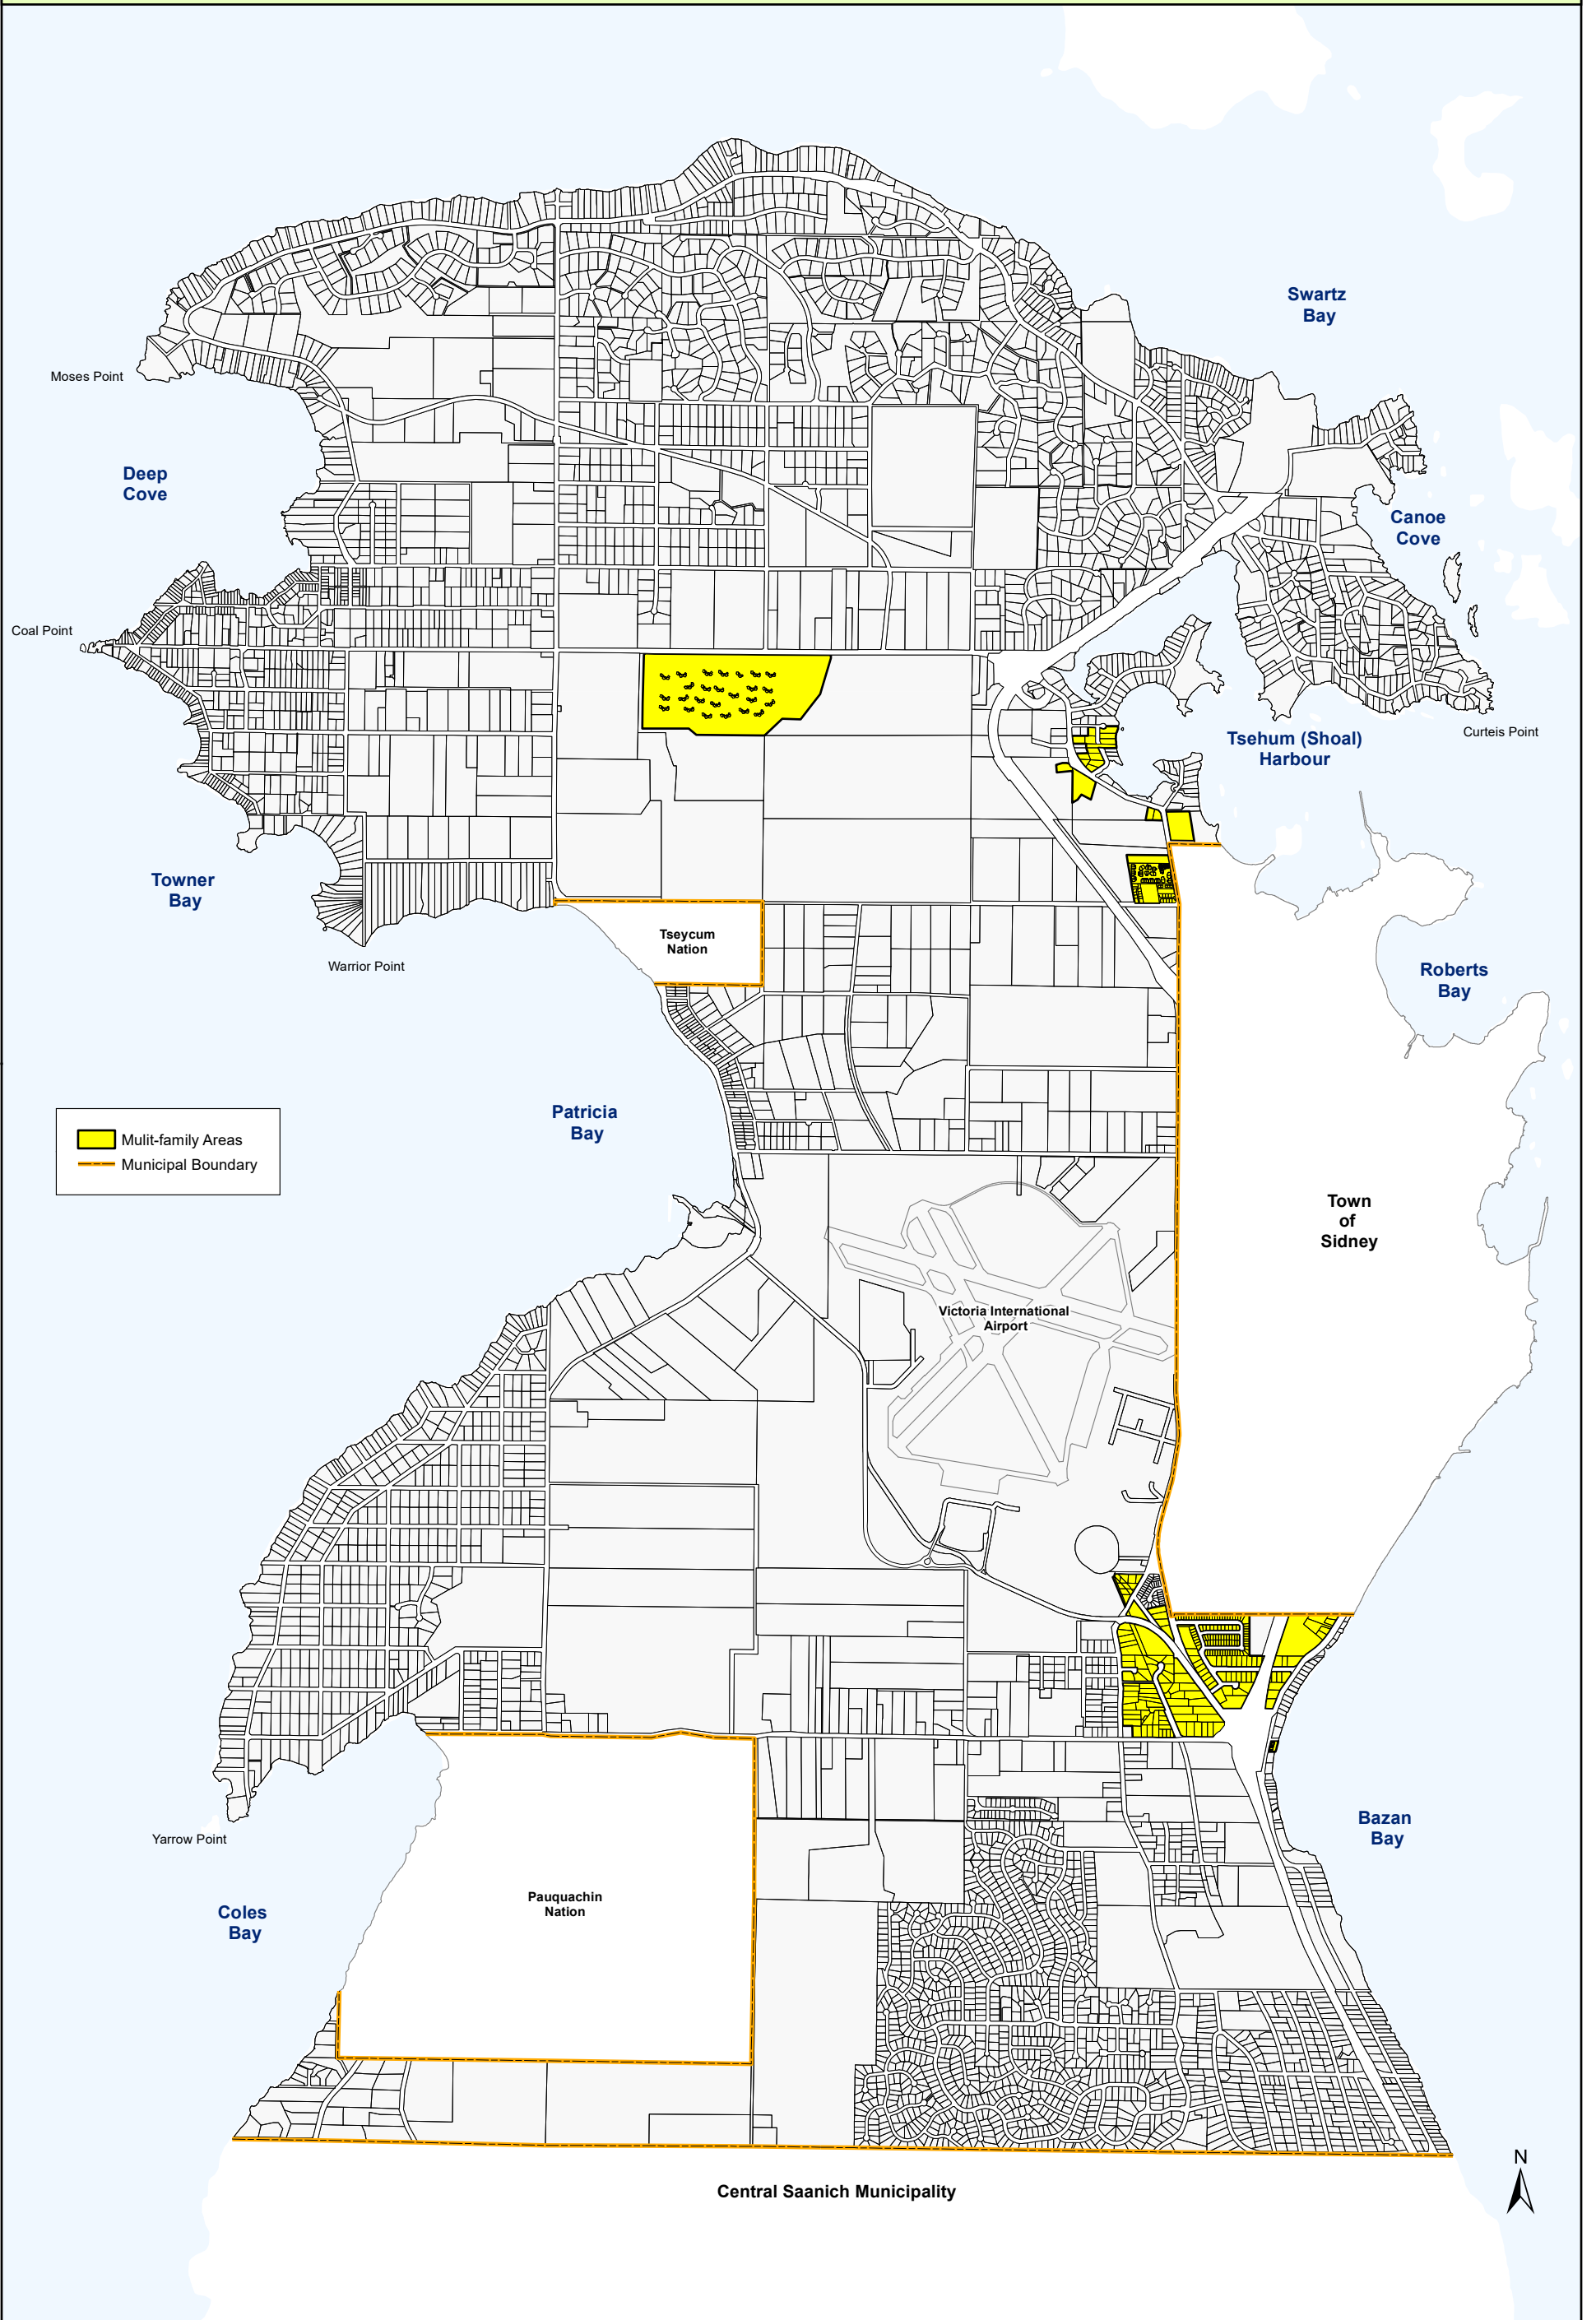 Swartz
Bay
Moses Point
Deep
Cove
Canoe
Cove
Coal Point
Curteis Point
Tsehum (Shoal)
Harbour
Towner
Bay
Tseycum
Nation
Warrior Point
Roberts
Bay
Patricia
Bay
Mulit-family Areas
Municipal Boundary
Town
of
Sidney
Victoria International
Airport
Bazan
Bay
Yarrow Point
Pauquachin
Nation
Coles
Bay
N
Central Saanich Municipality